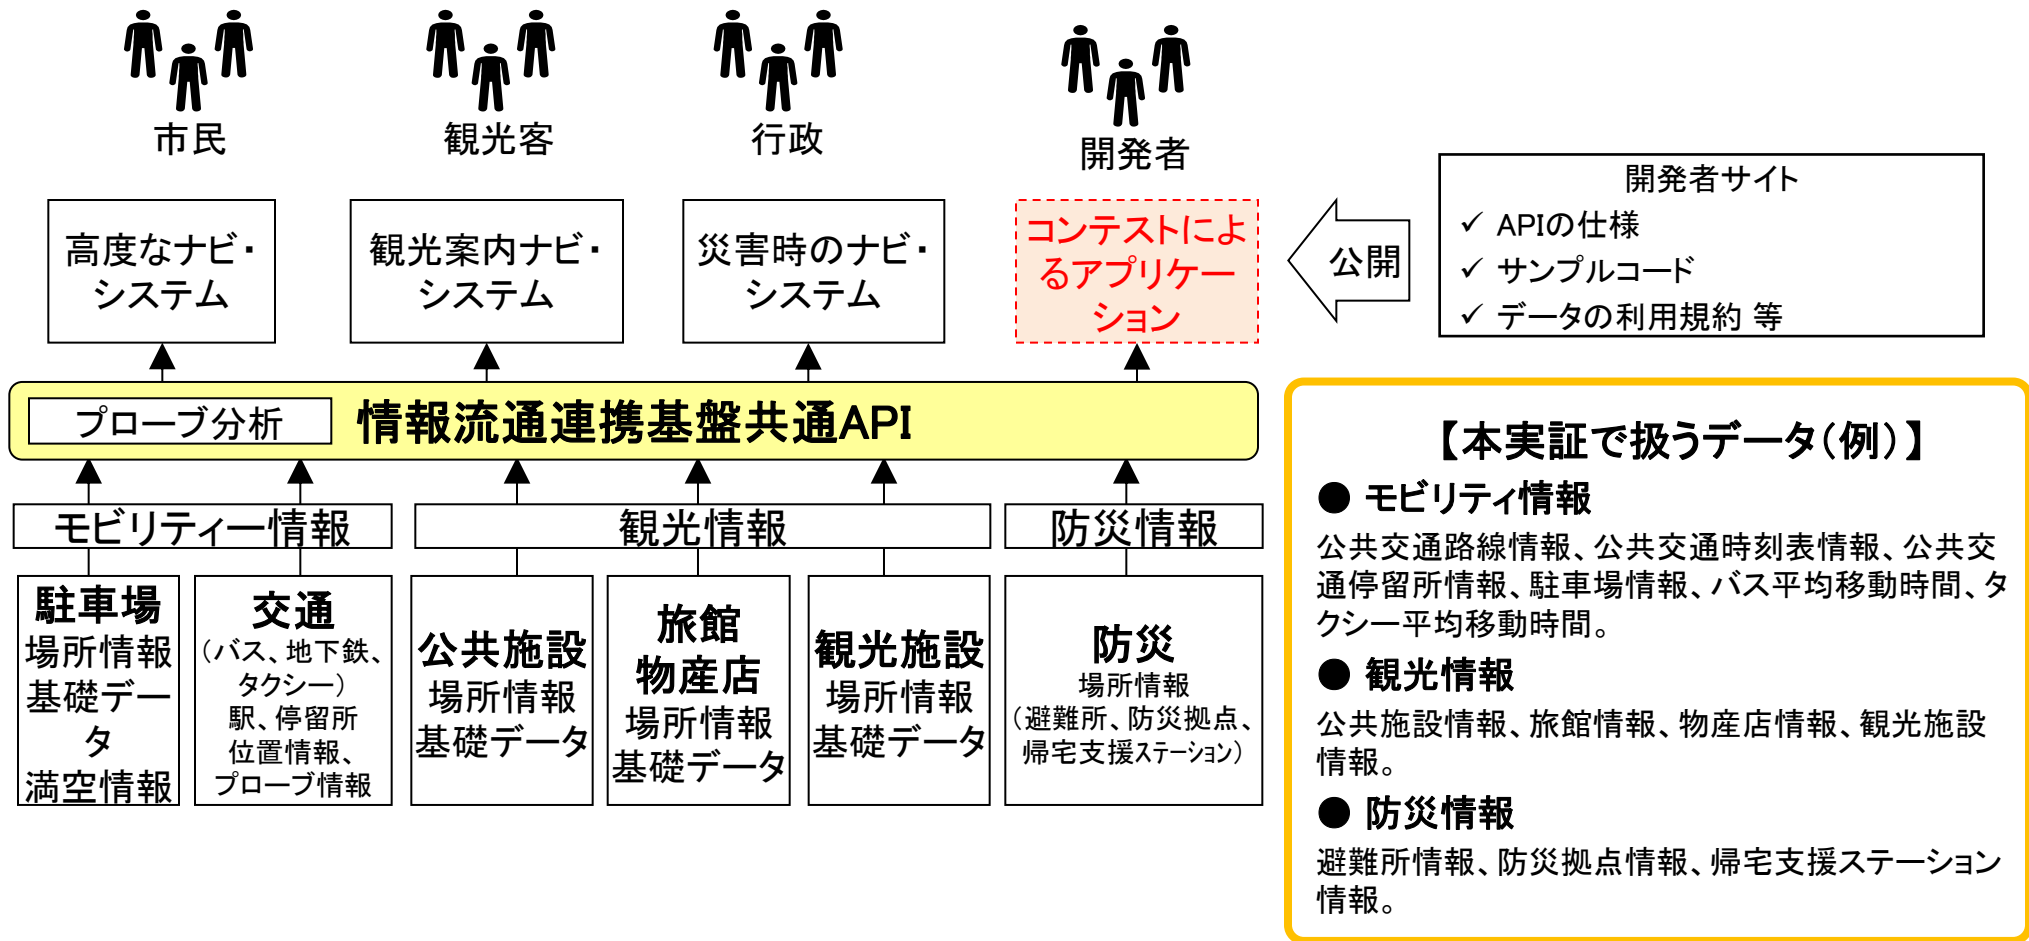 市民
観光客
行政
開発者
高度なナビ・
システム
観光案内ナビ・
システム
災害時のナビ・
システム
コンテストによ
るアプリケー
ション
公開
開発者サイト
✓ APIの仕様
✓ サンプルコード
✓ データの利用規約 等
プローブ分析
情報流通連携基盤共通API
モビリティー情報
観光情報
防災情報
駐車場
場所情報
基礎デー
タ
満空情報
交通
（バス、地下鉄、
タクシー）
駅、停留所
位置情報、
プローブ情報
公共施設
場所情報
基礎データ
旅館
物産店
場所情報
基礎データ
観光施設
場所情報
基礎データ
防災
場所情報
（避難所、防災拠点、
帰宅支援ステーション）
【本実証で扱うデータ（例）】
● モビリティ情報
公共交通路線情報、公共交通時刻表情報、公共交
通停留所情報、駐車場情報、バス平均移動時間、タ
クシー平均移動時間。
● 観光情報
公共施設情報、旅館情報、物産店情報、観光施設
情報。
● 防災情報
避難所情報、防災拠点情報、帰宅支援ステーション
情報。